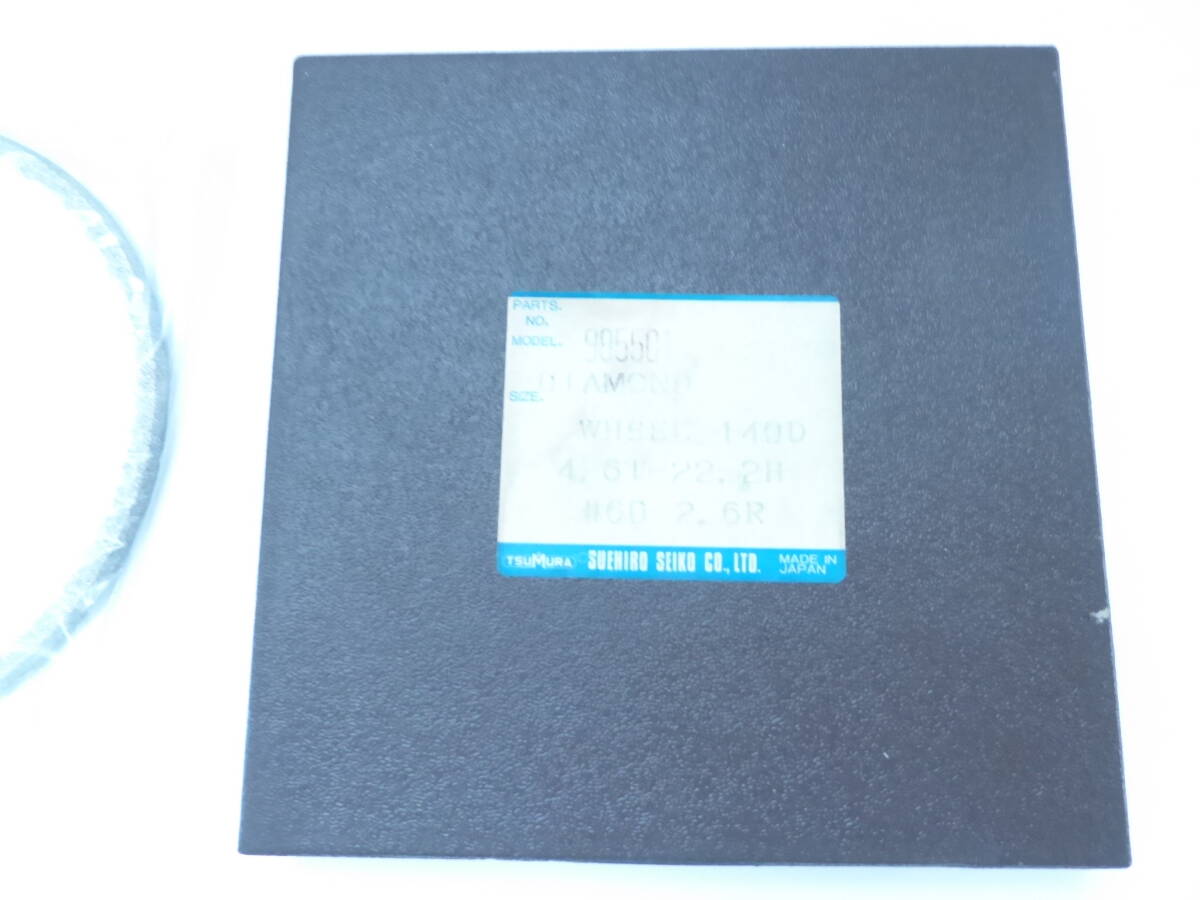 PARTS.
NO.
MODEL. 985501
DIAMOND
SIZE.
WHEEL 140D
4.6T-22.2H
#60 2.6R
TSUMURA SUEHIRO SEIKO CO., LTD. MADE IN
JAPAN